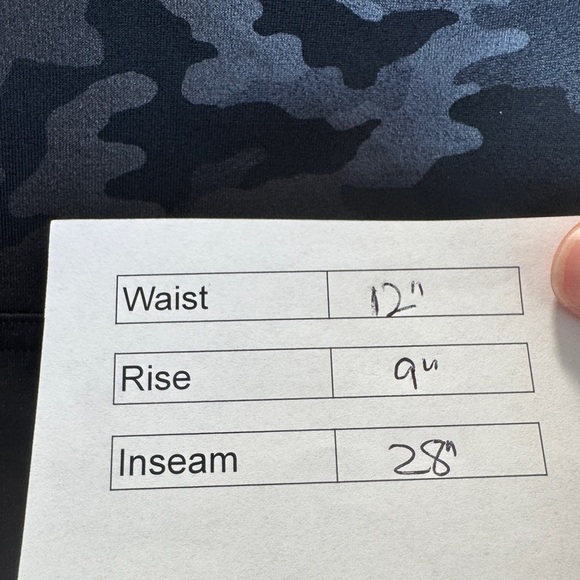 Waist 12"
Rise 9"
Inseam 28"